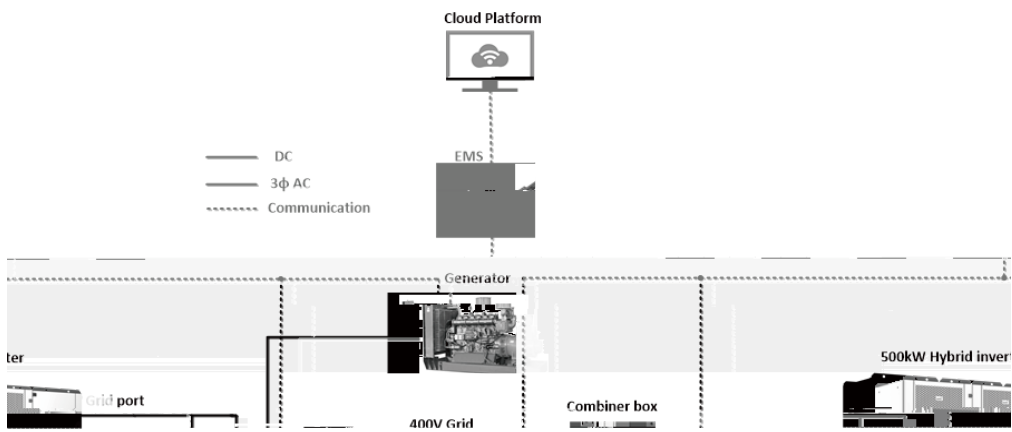 Cloud Platform
DC
EMS
3ф AC
Communication
Generator
ter
500kW Hybrid invert
Grid port
Combiner box
400V Grid